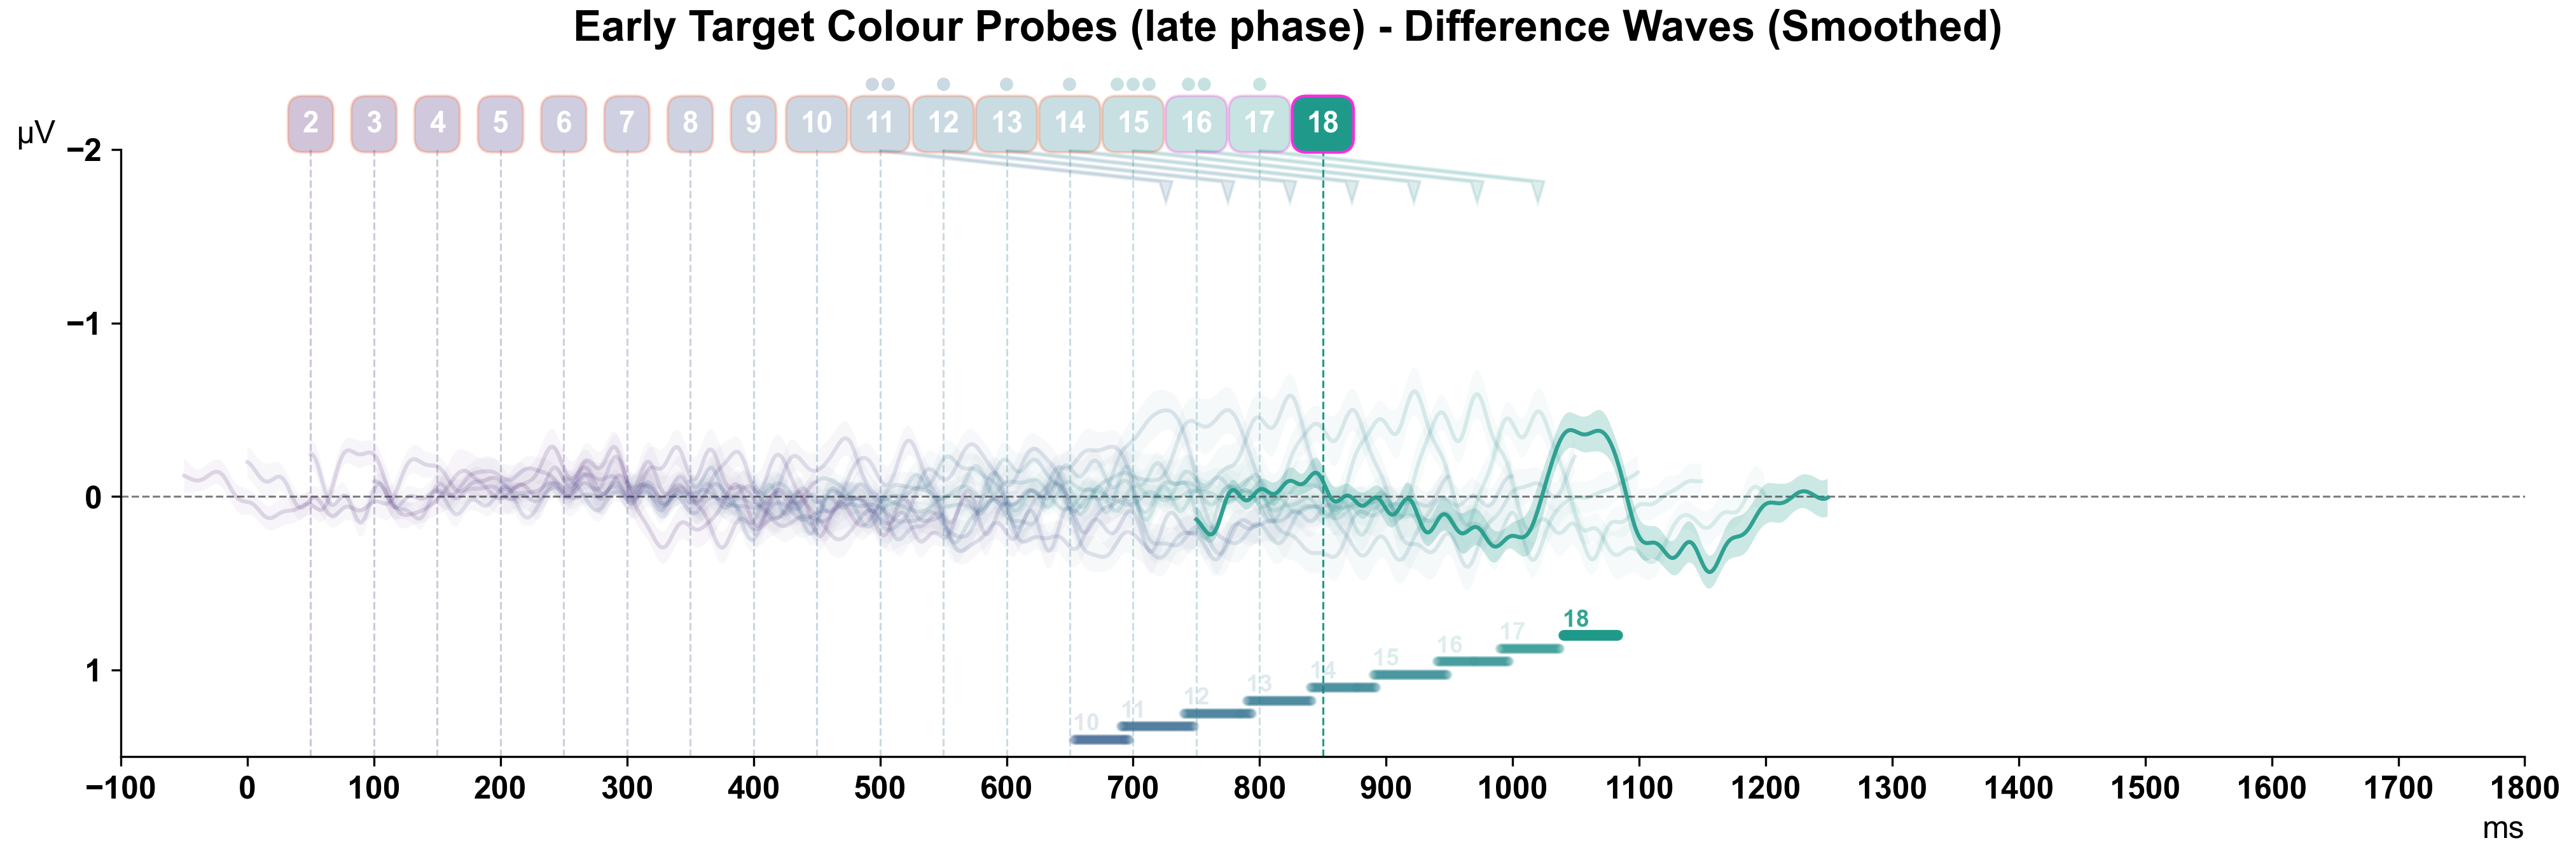 Early Target Colour Probes (late phase) - Difference Waves (Smoothed)
2 3 4 5 6 7 8 9 10 11 12 13 14 15 16 17 18
µV
−2
−1
0
1
18
17
16
15
14
13
12
11
10
−100 0 100 200 300 400 500 600 700 800 900 1000 1100 1200 1300 1400 1500 1600 1700 1800
ms